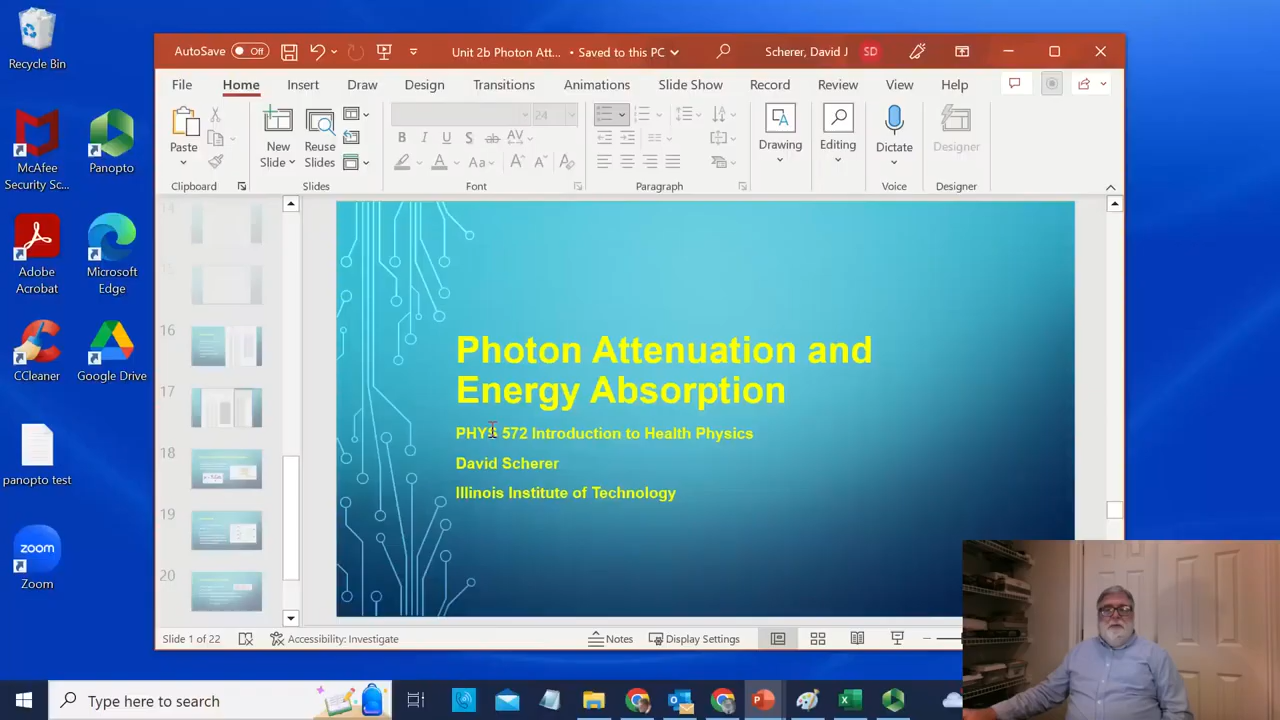 Recycle Bin
McAfee
Security Sc...
Panopto
Adobe
Acrobat
Microsoft
Edge
CCleaner
Google Drive
panopto test
zoom
Zoom
AutoSave Off
Unit 2b Photon Att... • Saved to this PC
Scherer, David J SD
File Home Insert Draw Design Transitions Animations Slide Show Record Review View Help
Paste
Clipboard
New
Slide
Reuse
Slides
Slides
24
Font
Paragraph
Drawing
Editing
Dictate
Voice
Designer
Designer
14
15
16
17
18
19
20
Photon Attenuation and
Energy Absorption
PHYS 572 Introduction to Health Physics
David Scherer
Illinois Institute of Technology
Slide 1 of 22 Accessibility: Investigate Notes Display Settings
Type here to search